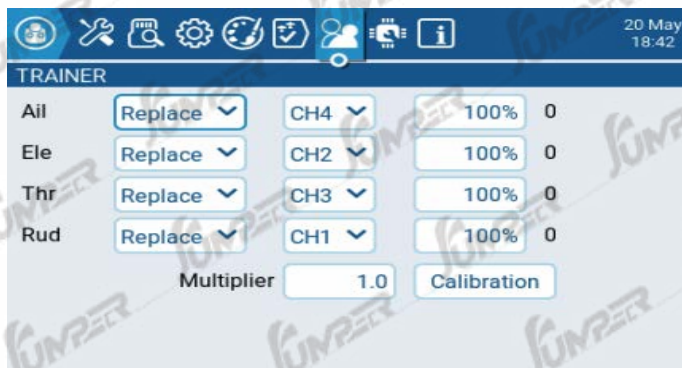 20 May
18:42
TRAINER
Ail Replace CH4 100% 0
Ele Replace CH2 100% 0
Thr Replace CH3 100% 0
Rud Replace CH1 100% 0
Multiplier 1.0 Calibration
JUMPER